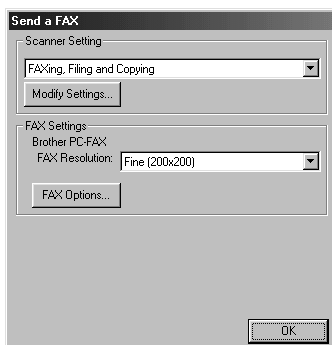 Send a FAX
Scanner Setting
FAXing, Filing and Copying
Modify Settings...
FAX Settings
Brother PC-FAX
FAX Resolution: Fine (200x200)
FAX Options...
OK